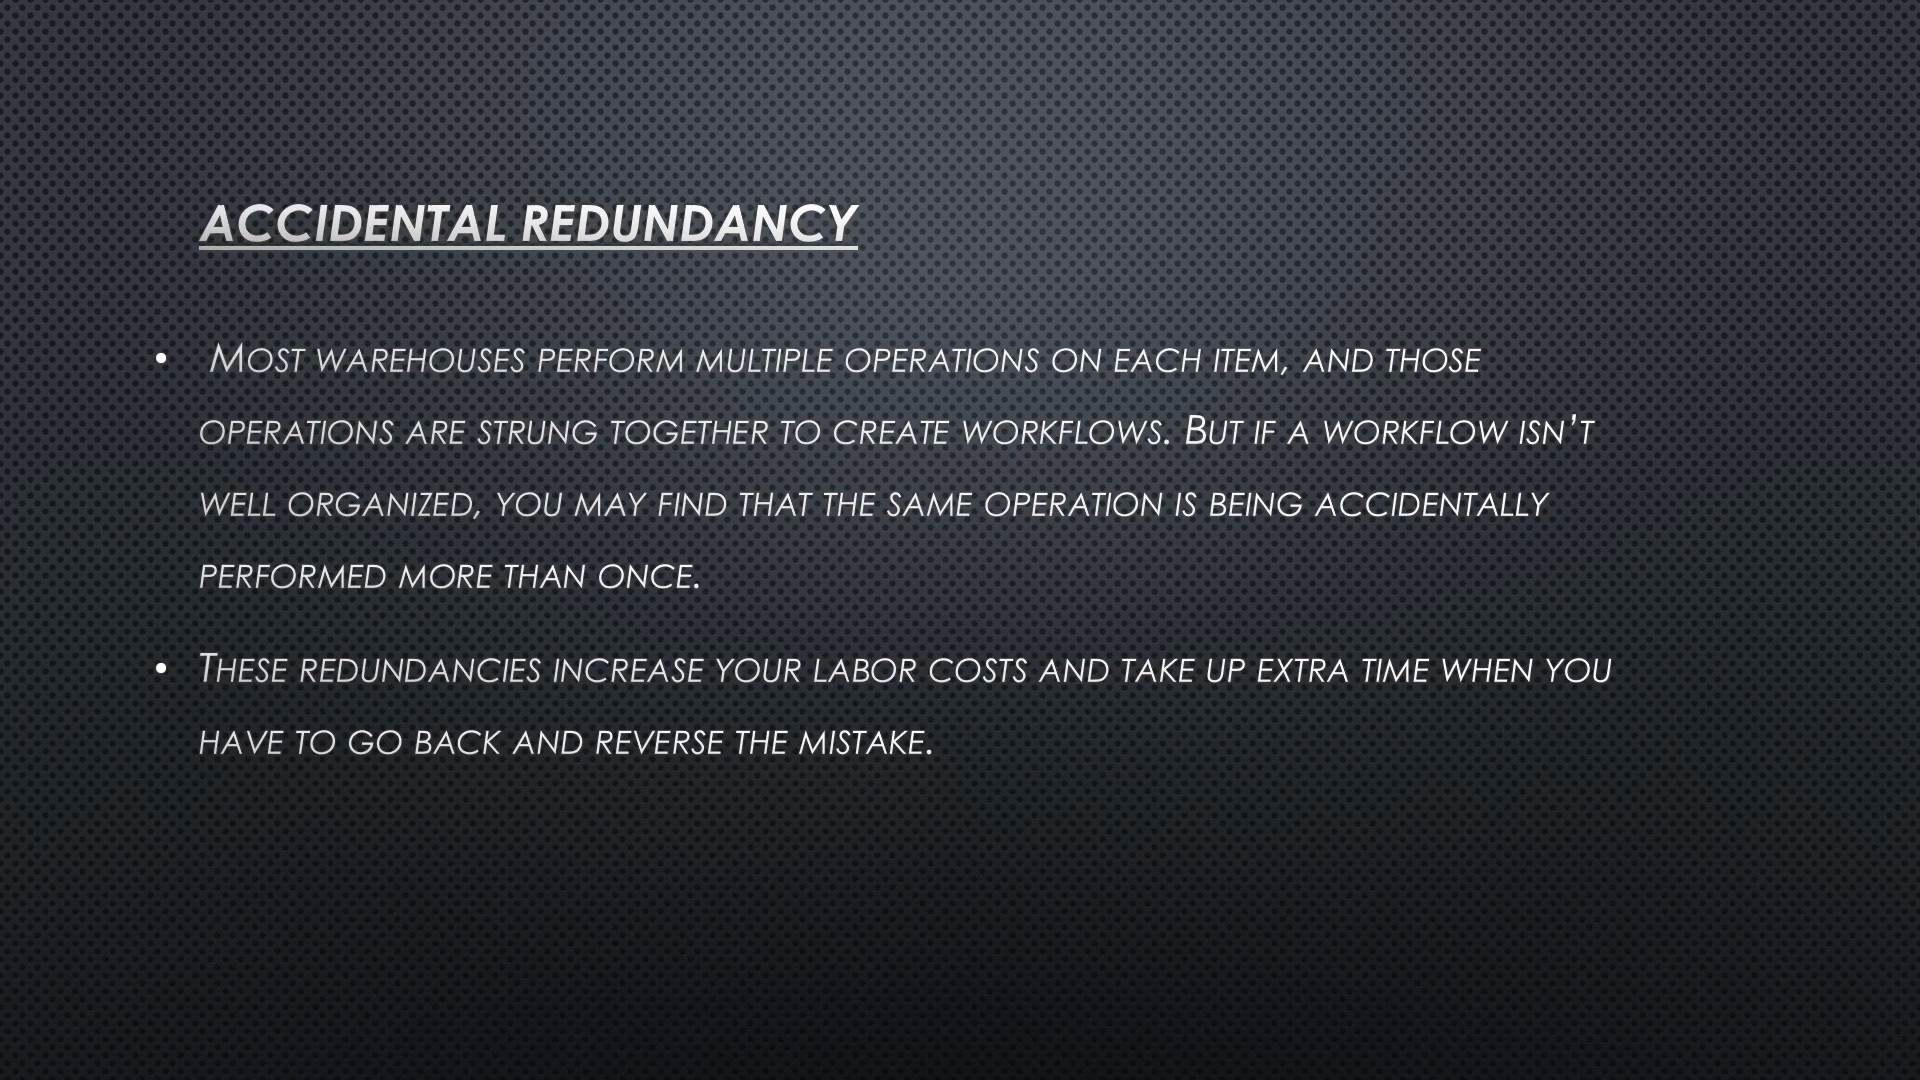 ACCIDENTAL REDUNDANCY
• Most warehouses perform multiple operations on each item, and those
operations are strung together to create workflows. But if a workflow isn’t
well organized, you may find that the same operation is being accidentally
performed more than once.
• These redundancies increase your labor costs and take up extra time when you
have to go back and reverse the mistake.